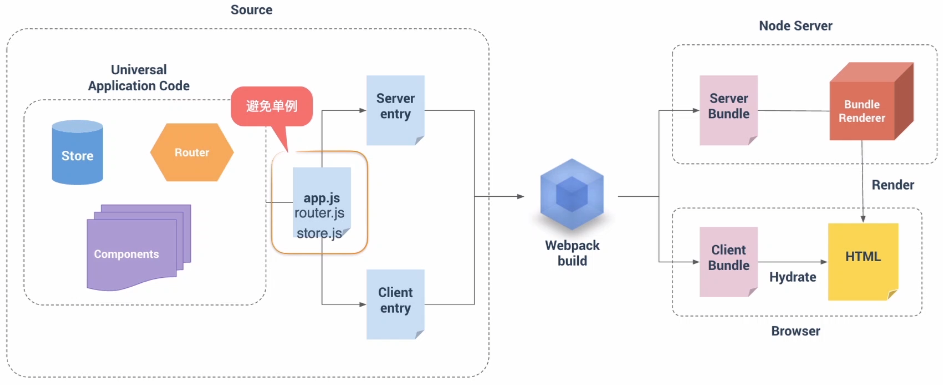 Source
Universal
Application Code
Store
Router
Components
避免单例
app.js
router.js
store.js
Server
entry
Client
entry
Webpack
build
Node Server
Server
Bundle
Bundle
Renderer
Render
Client
Bundle
Hydrate
HTML
Browser